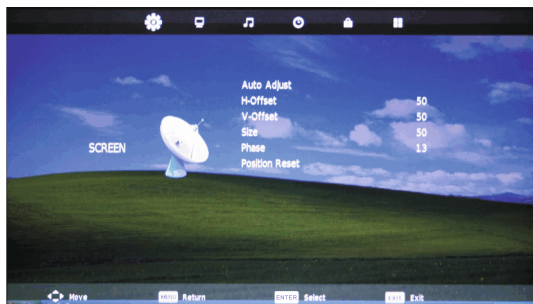 Auto Adjust
H-Offset 50
V-Offset 50
Size 50
SCREEN
Phase 13
Position Reset
Move
MENU Return
ENTER Select
EXIT Exit